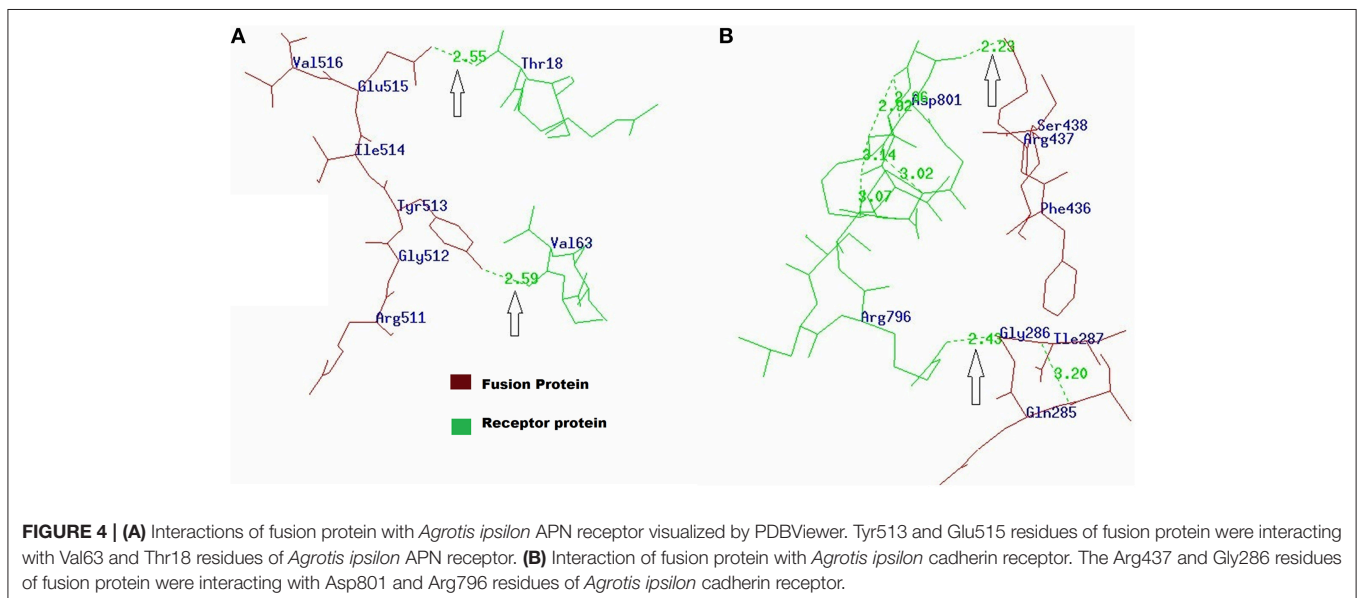 A
B
Val516
2.55
Thr18
Glu515
Ile514
Tyr513
Gly512
Val63
2.59
Arg511
Fusion Protein
Receptor protein
2.23
Asp801
2.92
Ser438
Arg437
3.14
3.02
3.07
Phe436
Arg796
2.43
Gly286
Ile287
3.20
Gln285
FIGURE 4 | (A) Interactions of fusion protein with Agrotis ipsilon APN receptor visualized by PDBViewer. Tyr513 and Glu515 residues of fusion protein were interacting
with Val63 and Thr18 residues of Agrotis ipsilon APN receptor. (B) Interaction of fusion protein with Agrotis ipsilon cadherin receptor. The Arg437 and Gly286 residues
of fusion protein were interacting with Asp801 and Arg796 residues of Agrotis ipsilon cadherin receptor.